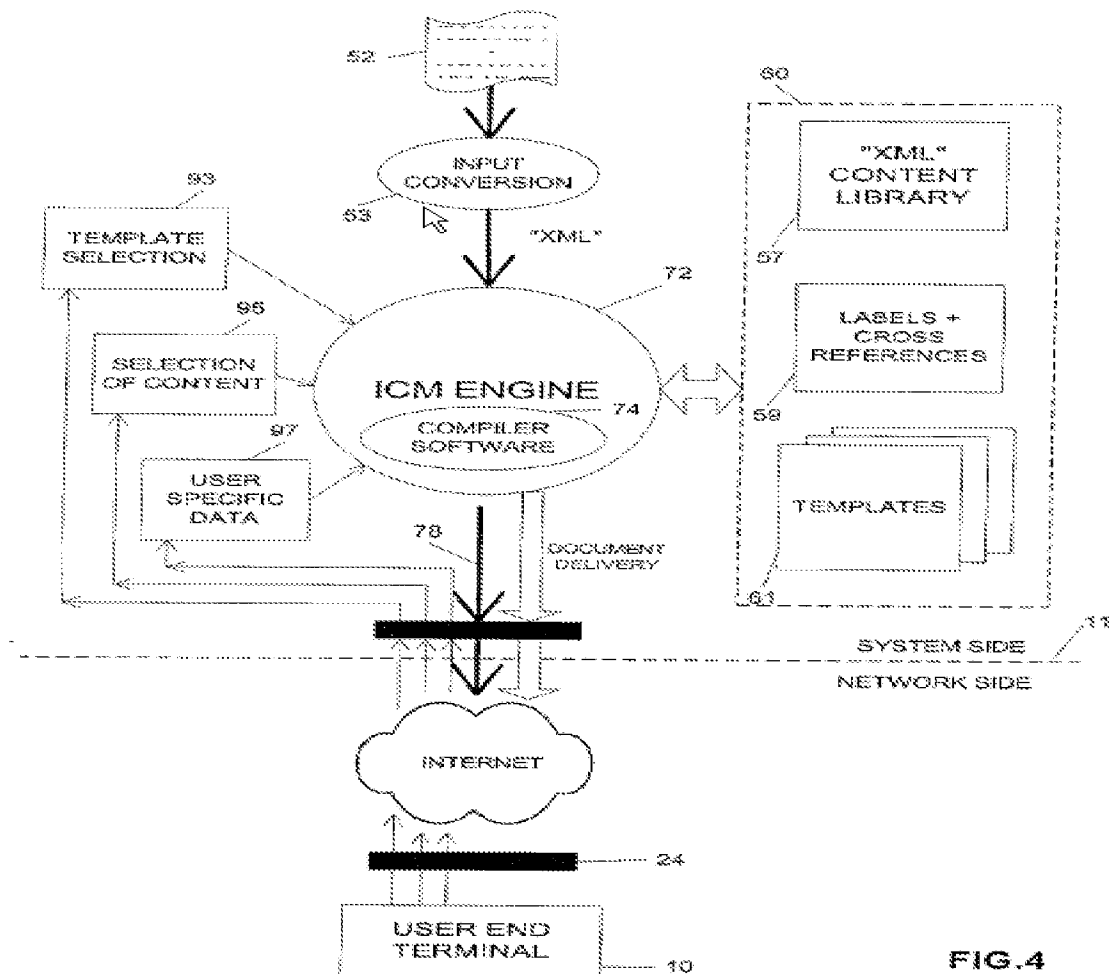 52
60
INPUT
CONVERSION
"XML"
CONTENT
LIBRARY
93
53
TEMPLATE
SELECTION
"XML"
57
72
95
LABELS +
CROSS
REFERENCES
SELECTION
OF CONTENT
ICM ENGINE
74
59
COMPILER
SOFTWARE
97
USER
SPECIFIC
DATA
TEMPLATES
78
DOCUMENT
DELIVERY
61
11
SYSTEM SIDE
NETWORK SIDE
INTERNET
24
USER END
TERMINAL
10
FIG.4